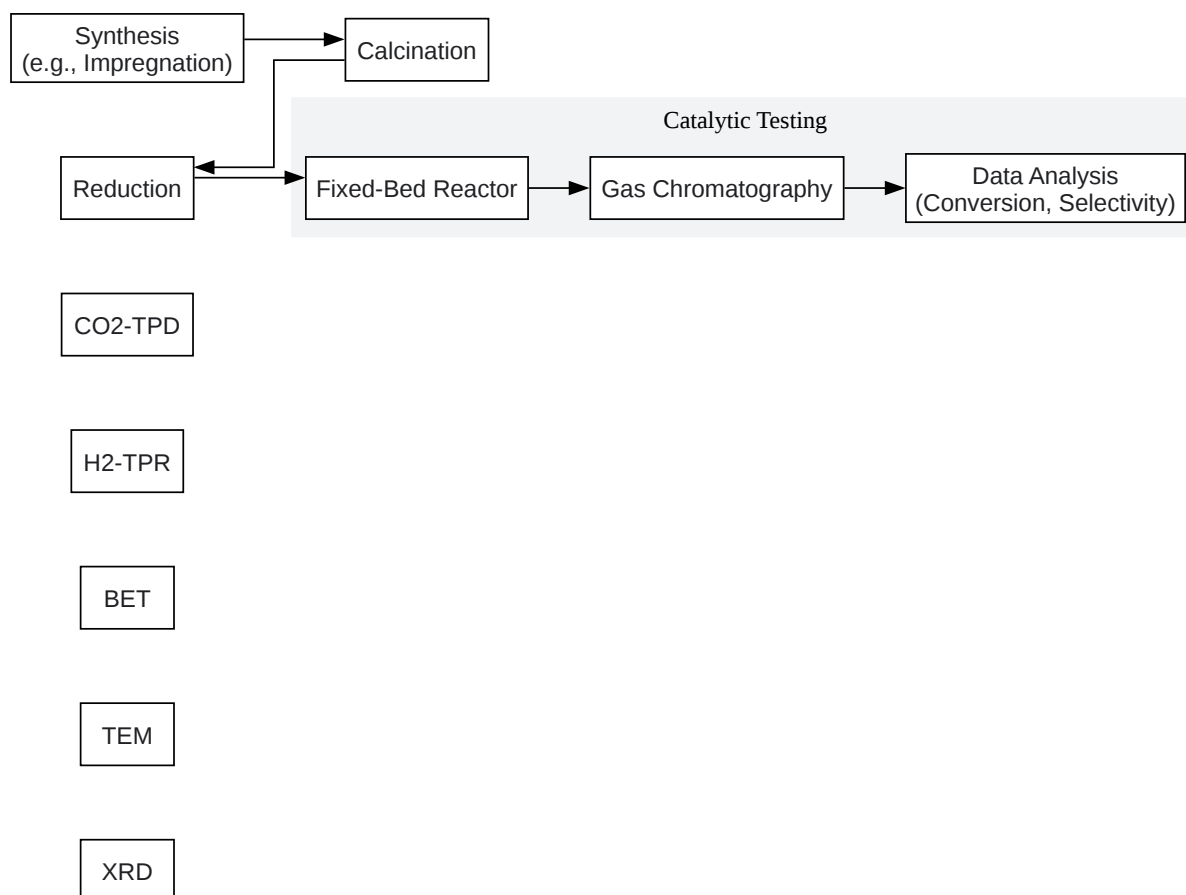 Synthesis
(e.g., Impregnation)
Calcination
Catalytic Testing
Reduction
Fixed-Bed Reactor
Gas Chromatography
Data Analysis
(Conversion, Selectivity)
CO2-TPD
H2-TPR
BET
TEM
XRD